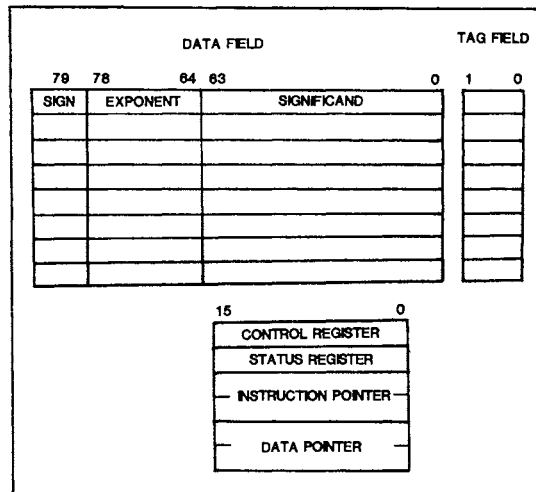 DATA FIELD TAG FIELD
79 78 64 63 0 1 0
SIGN EXPONENT SIGNIFICAND
15 0
CONTROL REGISTER
STATUS REGISTER
INSTRUCTION POINTER
DATA POINTER